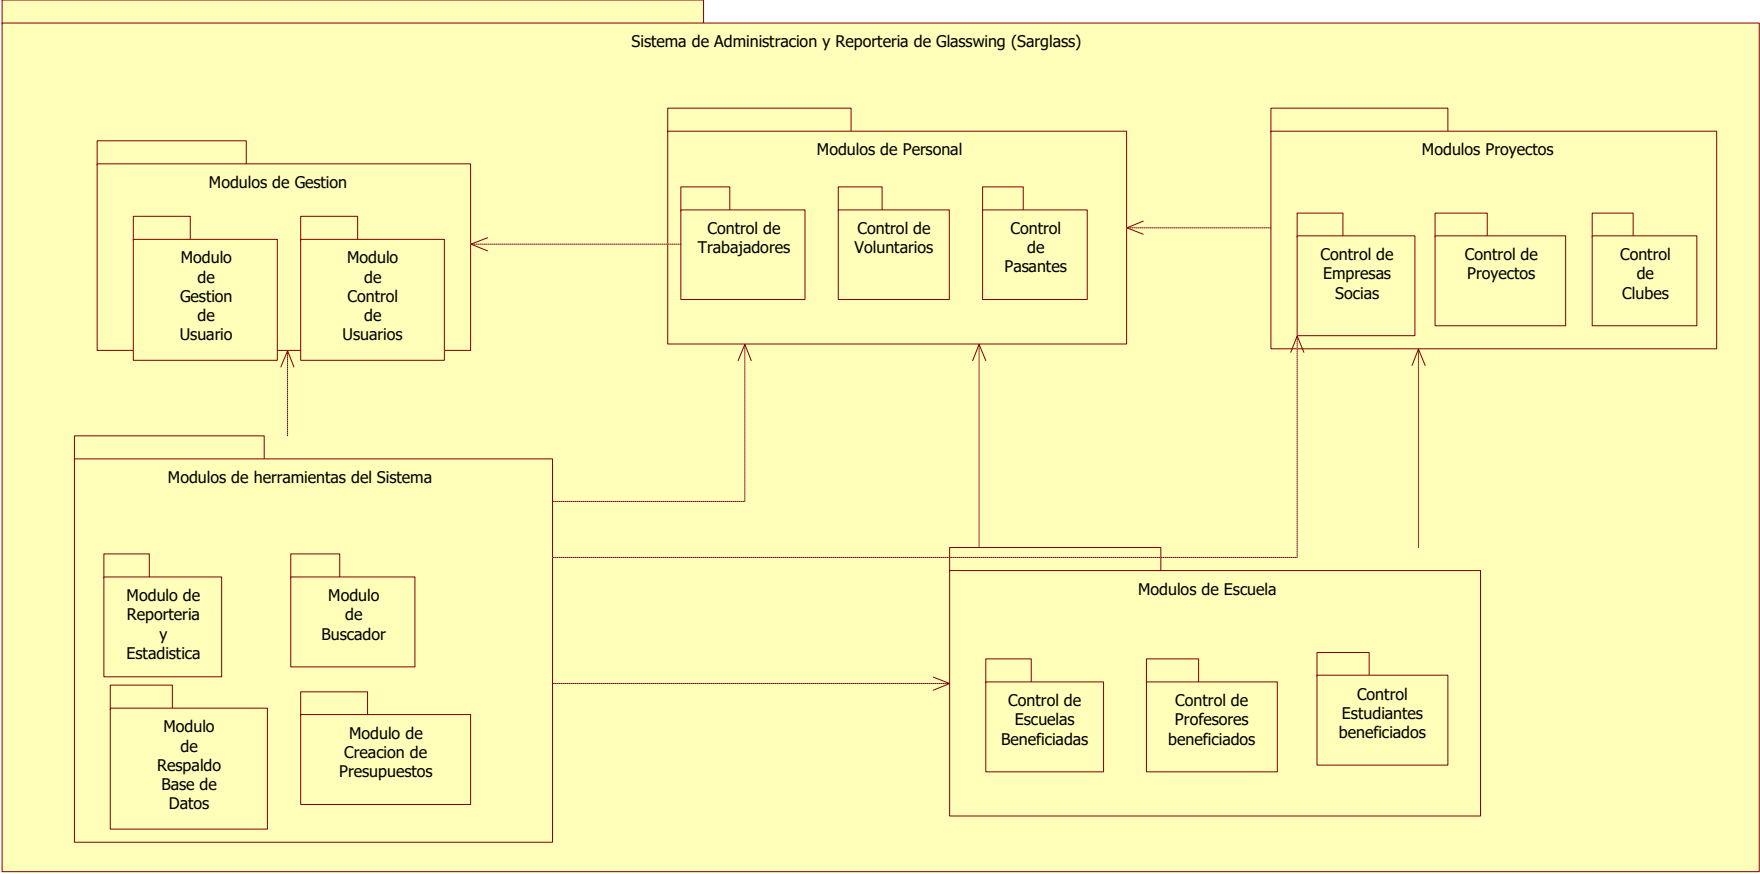 Sistema de Administracion y Reporteria de Glasswing (Sarglass)
Modulos de Gestion
Modulo
de
Gestion
de
Usuario
Modulo
de
Control
de
Usuarios
Modulos de Personal
Control de
Trabajadores
Control de
Voluntarios
Control
de
Pasantes
Modulos Proyectos
Control de
Empresas
Socias
Control de
Proyectos
Control
de
Clubes
Modulos de herramientas del Sistema
Modulo de
Reporteria
y
Estadistica
Modulo
de
Buscador
Modulo
de
Respaldo
Base de
Datos
Modulo de
Creacion de
Presupuestos
Modulos de Escuela
Control de
Escuelas
Beneficiadas
Control de
Profesores
beneficiados
Control
Estudiantes
beneficiados